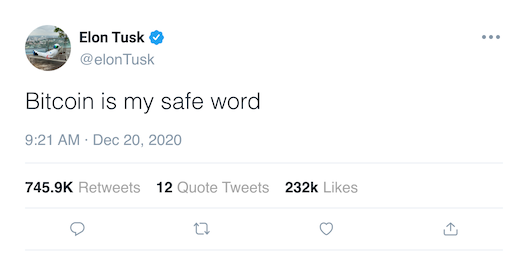 Elon Tusk
@elonTusk
Bitcoin is my safe word
9:21 AM · Dec 20, 2020
745.9K Retweets 12 Quote Tweets 232k Likes